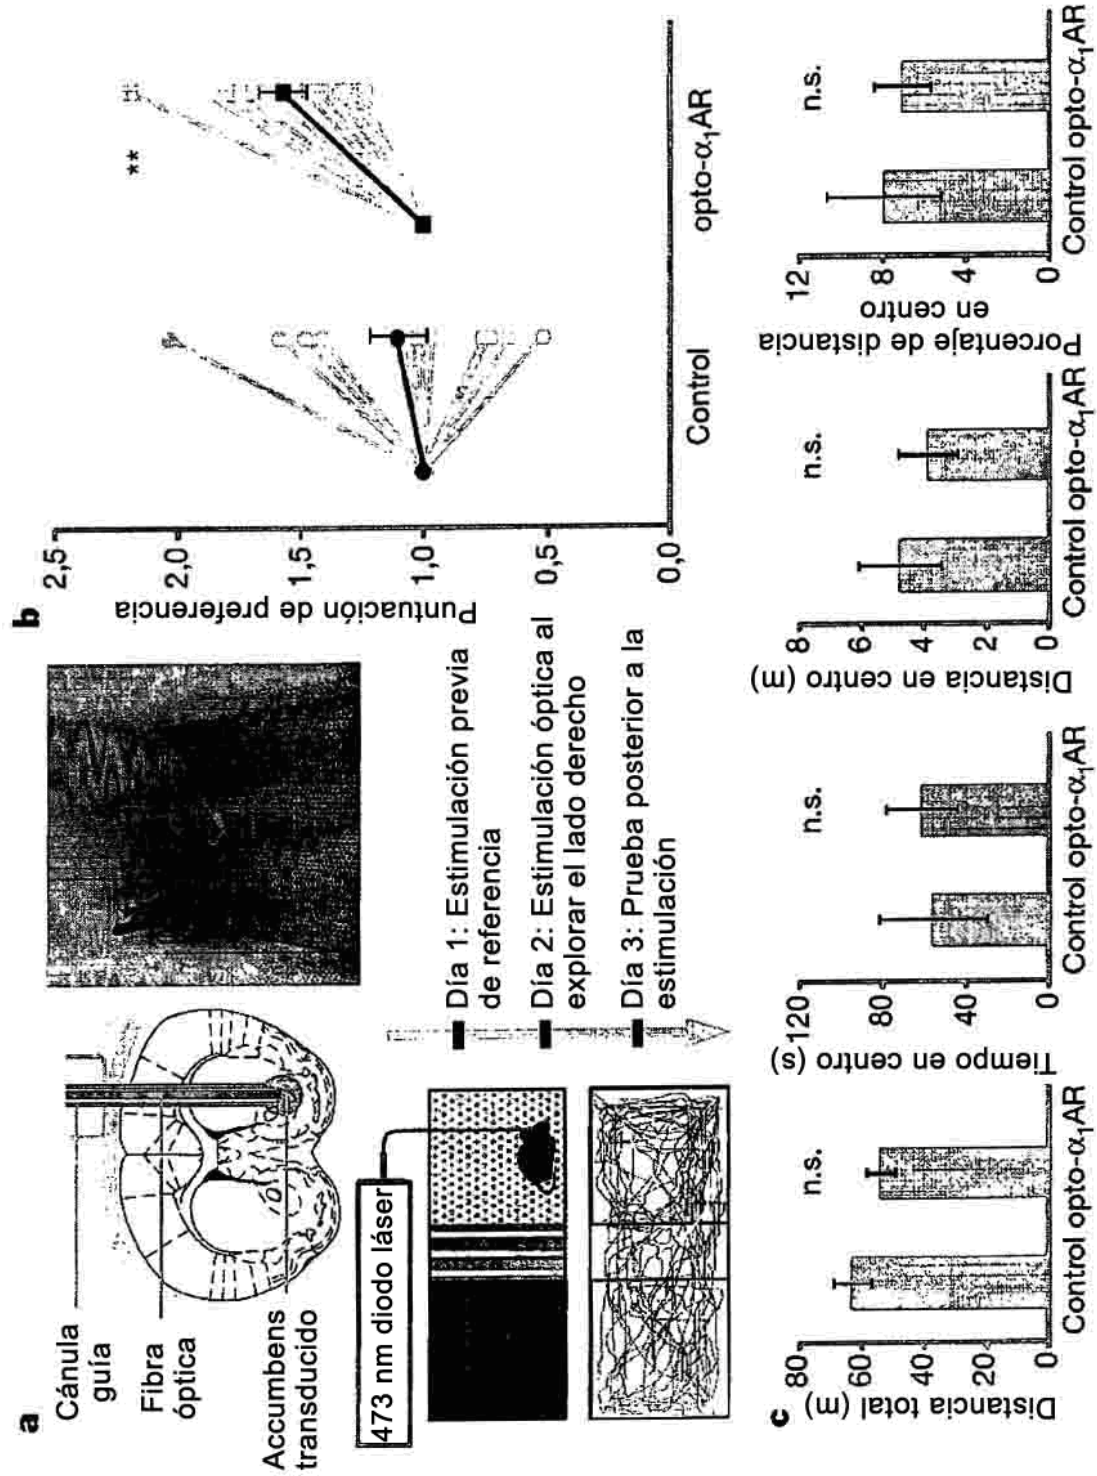 a
Cánula
guía
Fibra
óptica
Accumbens
transducido
473 nm diodo láser
Día 1: Estimulación previa
de referencia
Día 2: Estimulación óptica al
explorar el lado derecho
Día 3: Prueba posterior a la
estimulación
b
Puntuación de preferencia
2,5
2,0
1,5
1,0
0,5
0,0
**
Control
opto-α₁AR
c
Distancia total (m)
80
60
40
20
0
n.s.
Control opto-α₁AR
Tiempo en centro (s)
120
80
40
0
n.s.
Control opto-α₁AR
Distancia en centro (m)
8
6
4
2
0
n.s.
Control opto-α₁AR
Porcentaje de distancia
en centro
12
8
4
0
n.s.
Control opto-α₁AR